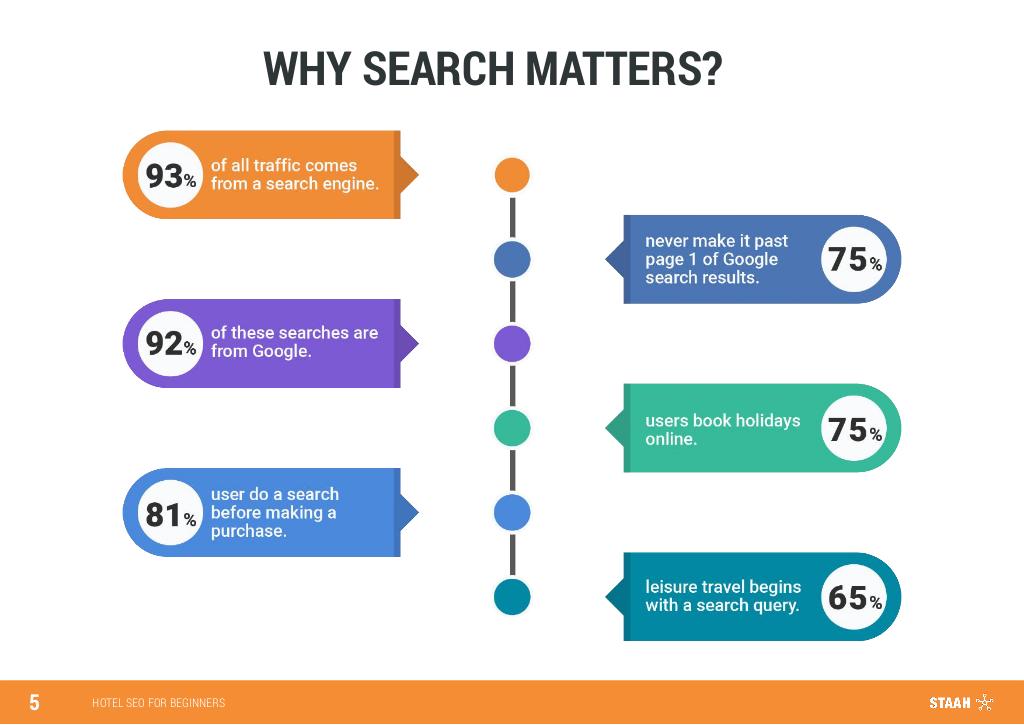 WHY SEARCH MATTERS?
93%
of all traffic comes
from a search engine.
never make it past
page 1 of Google
search results.
75%
92%
of these searches are
from Google.
users book holidays
online.
75%
81%
user do a search
before making a
purchase.
leisure travel begins
with a search query.
65%
5
HOTEL SEO FOR BEGINNERS
STAAH